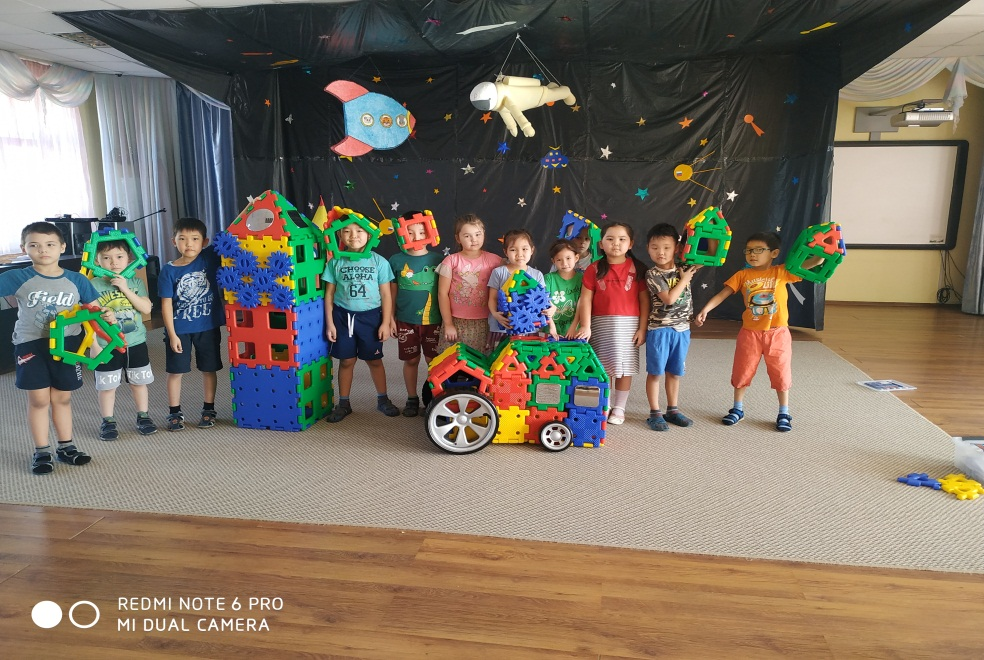 Field
FREE
CHOOSE
ALOHA
64
REDMI NOTE 6 PRO
MI DUAL CAMERA